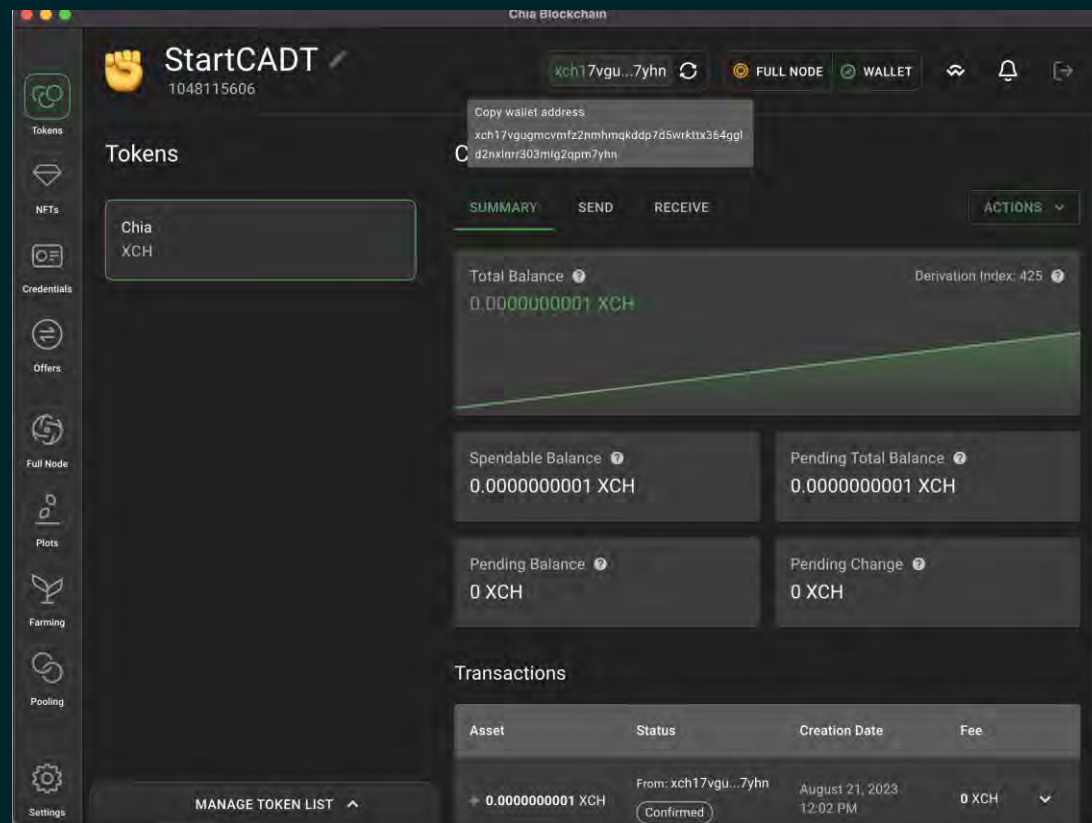 Chia Blockchain
StartCADT
1048115606
xch17vgu...7yhn
FULL NODE
WALLET
Copy wallet address
xch17vgugmcvmfz2nmhmqkddp7d5wrkttx364ggl
d2nxlnrr303mlg2qpm7yhn
Tokens
NFTs
Credentials
Offers
Full Node
Plots
Farming
Pooling
Settings
Tokens
Chia
XCH
MANAGE TOKEN LIST
C
SUMMARY
SEND
RECEIVE
ACTIONS
Total Balance
Derivation Index: 425
0.0000000001 XCH
Spendable Balance
0.0000000001 XCH
Pending Total Balance
0.0000000001 XCH
Pending Balance
0 XCH
Pending Change
0 XCH
Transactions
Asset Status Creation Date Fee
+ 0.0000000001 XCH
From: xch17vgu...7yhn
Confirmed
August 21, 2023
12:02 PM
0 XCH